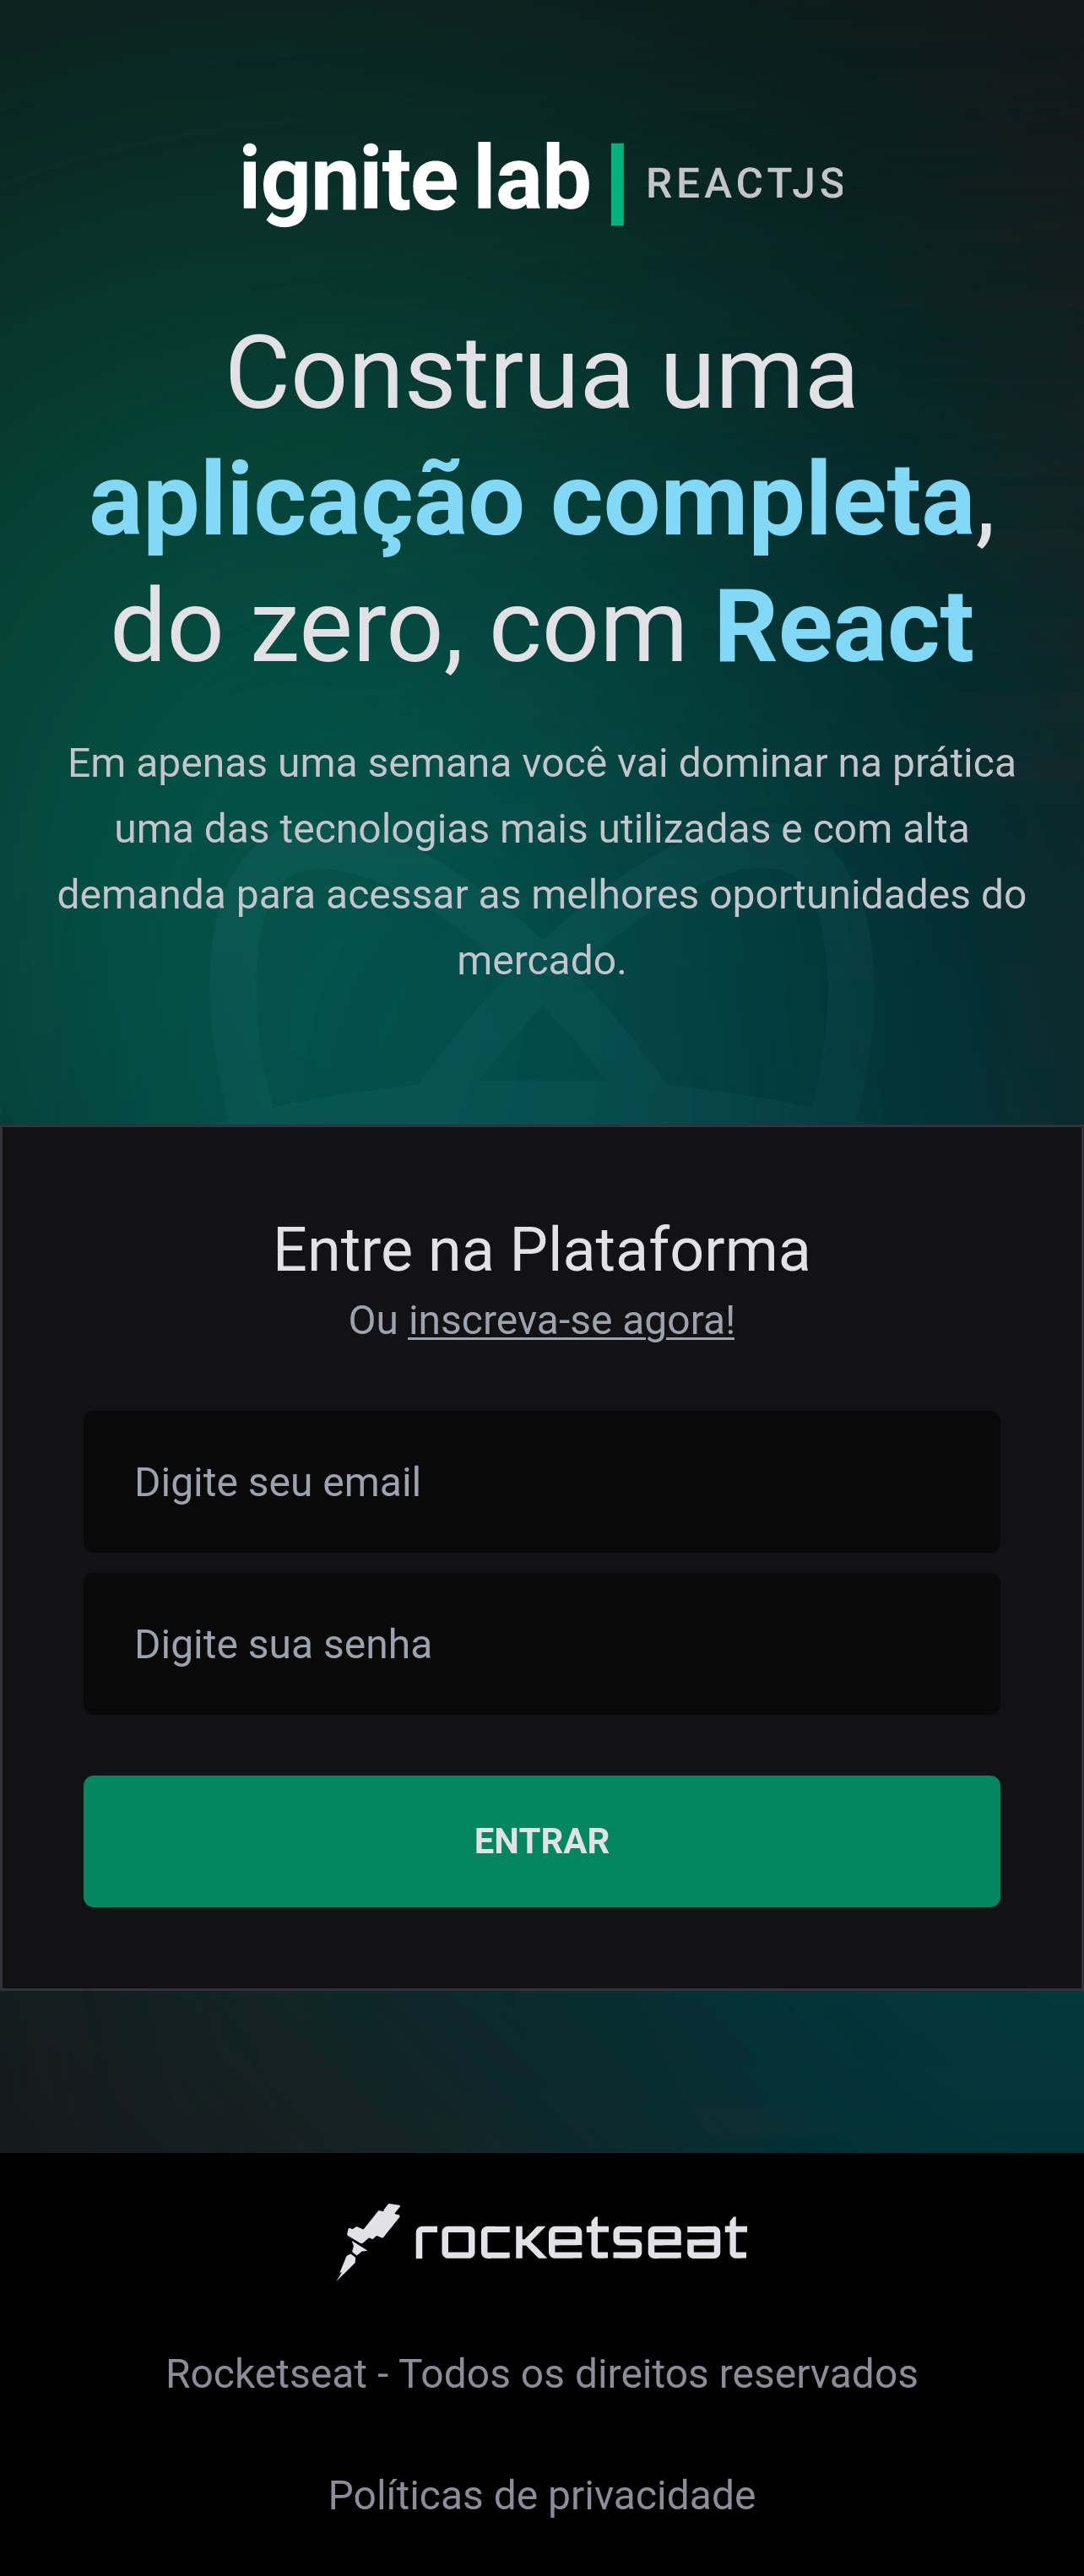 ignite lab | REACTJS
Construa uma
aplicação completa,
do zero, com React
Em apenas uma semana você vai dominar na prática
uma das tecnologias mais utilizadas e com alta
demanda para acessar as melhores oportunidades do
mercado.
Entre na Plataforma
Ou inscreva-se agora!
Digite seu email
Digite sua senha
ENTRAR
rocketseat
Rocketseat - Todos os direitos reservados
Políticas de privacidade